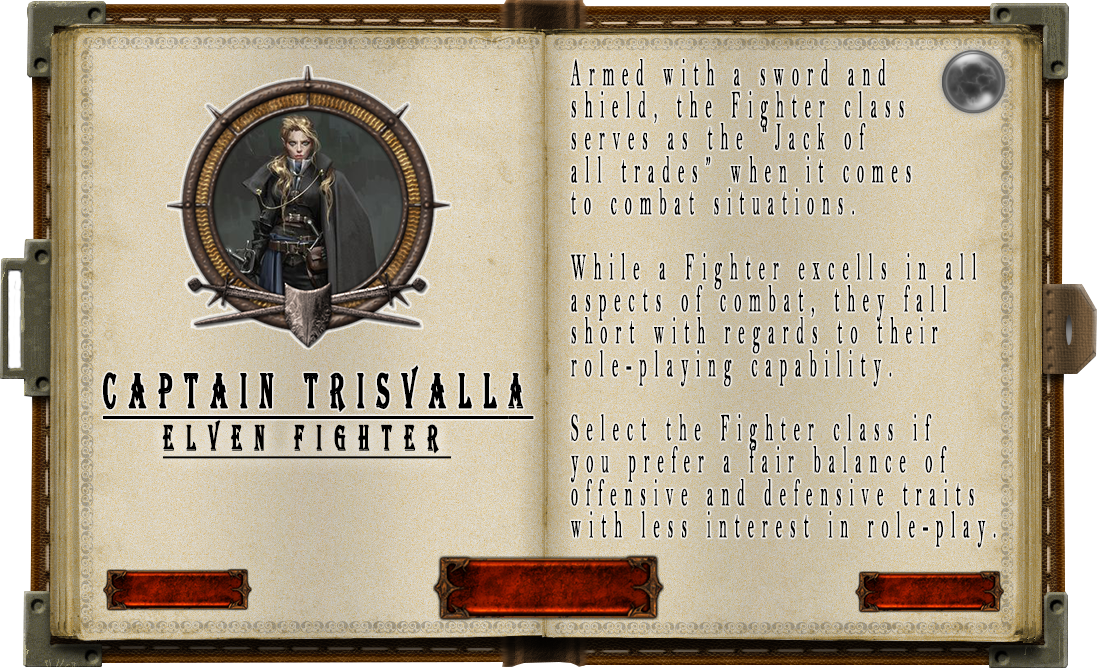 CAPTAIN TRISVALLA
ELVEN FIGHTER
Armed with a sword and
shield, the Fighter class
serves as the "Jack of
all trades" when it comes
to combat situations.
While a Fighter excells in all
aspects of combat, they fall
short with regards to their
role-playing capability.
Select the Fighter class if
you prefer a fair balance of
offensive and defensive traits
with less interest in role-play.